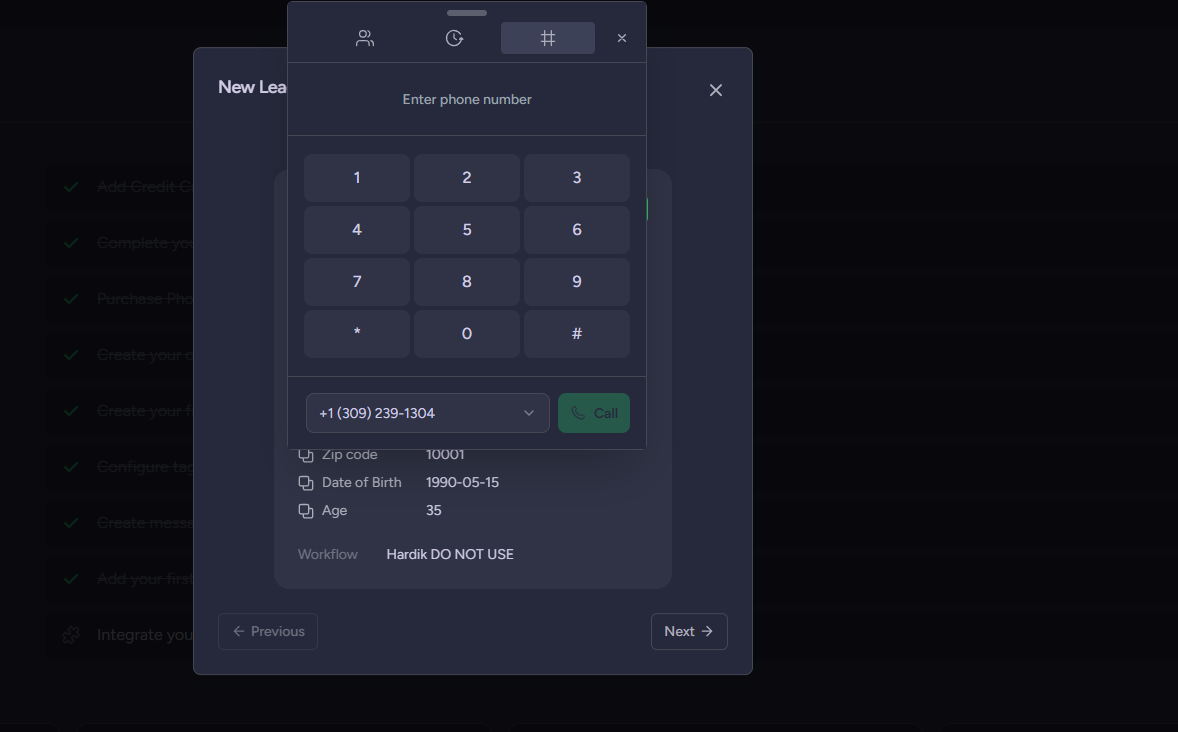 New Lea
Enter phone number
1 2 3
4 5 6
7 8 9
* 0 #
+1 (309) 239-1304 Call
Add Credit C
Complete you
Purchase Pho
Create your
Create your f
Configure tag
Create messa
Add your first
Integrate you
Zip code 10001
Date of Birth 1990-05-15
Age 35
Workflow Hardik DO NOT USE
Previous Next